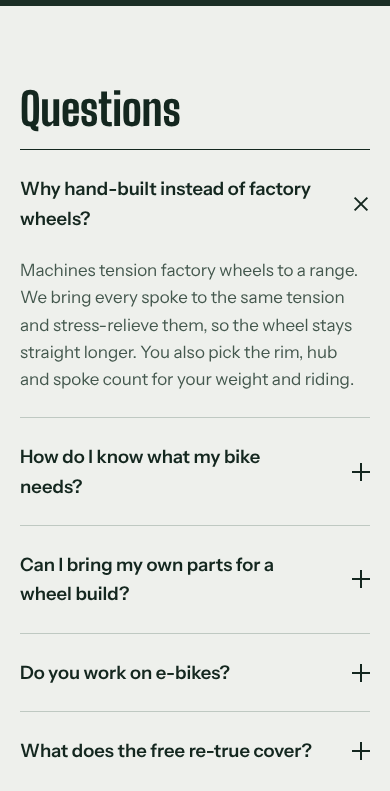 Questions
Why hand-built instead of factory
wheels?
Machines tension factory wheels to a range.
We bring every spoke to the same tension
and stress-relieve them, so the wheel stays
straight longer. You also pick the rim, hub
and spoke count for your weight and riding.
How do I know what my bike
needs?
Can I bring my own parts for a
wheel build?
Do you work on e-bikes?
What does the free re-true cover?